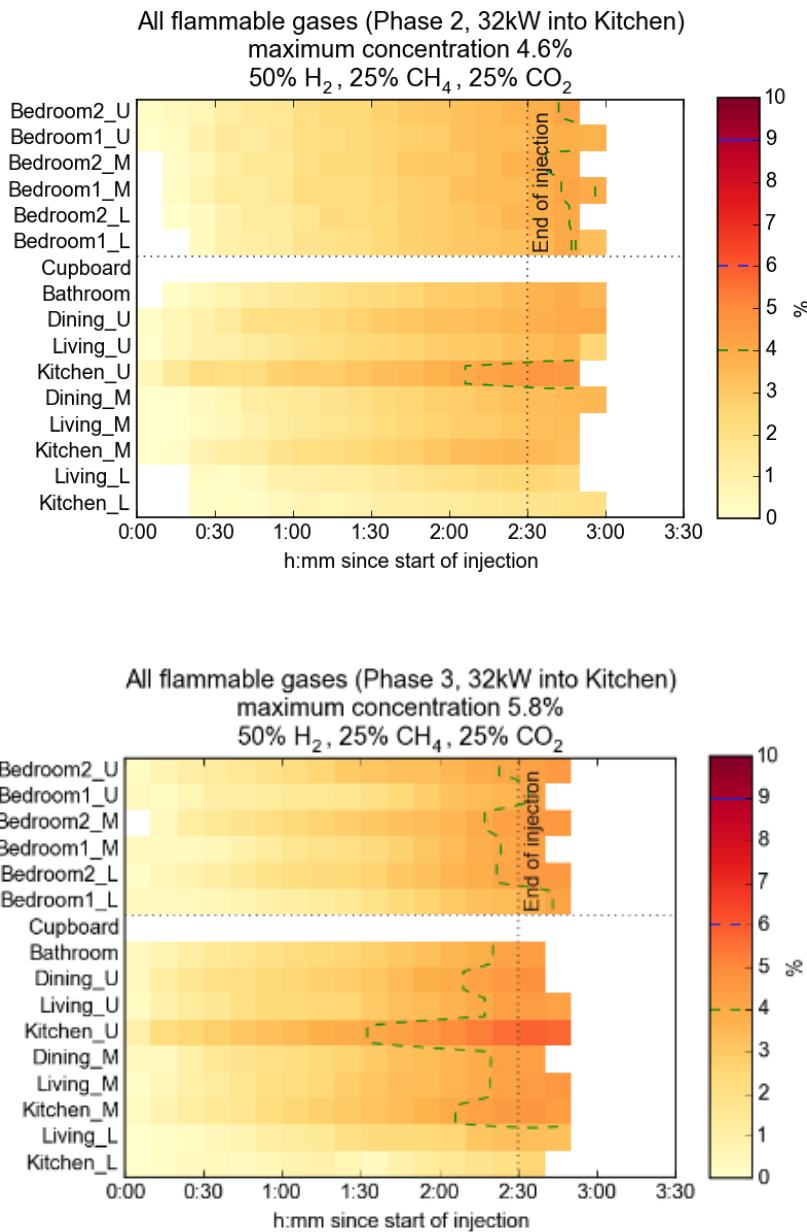 All flammable gases (Phase 2, 32kW into Kitchen)
maximum concentration 4.6%
50% H2, 25% CH4, 25% CO2
Bedroom2_U
Bedroom1_U
Bedroom2_M
Bedroom1_M
Bedroom2_L
Bedroom1_L
Cupboard
Bathroom
Dining_U
Living_U
Kitchen_U
Dining_M
Living_M
Kitchen_M
Living_L
Kitchen_L
End of injection
0:00 0:30 1:00 1:30 2:00 2:30 3:00 3:30
h:mm since start of injection
10
9
8
7
6
5
4
3
2
1
0
%
All flammable gases (Phase 3, 32kW into Kitchen)
maximum concentration 5.8%
50% H2, 25% CH4, 25% CO2
Bedroom2_U
Bedroom1_U
Bedroom2_M
Bedroom1_M
Bedroom2_L
Bedroom1_L
Cupboard
Bathroom
Dining_U
Living_U
Kitchen_U
Dining_M
Living_M
Kitchen_M
Living_L
Kitchen_L
End of injection
0:00 0:30 1:00 1:30 2:00 2:30 3:00 3:30
h:mm since start of injection
10
9
8
7
6
5
4
3
2
1
0
%